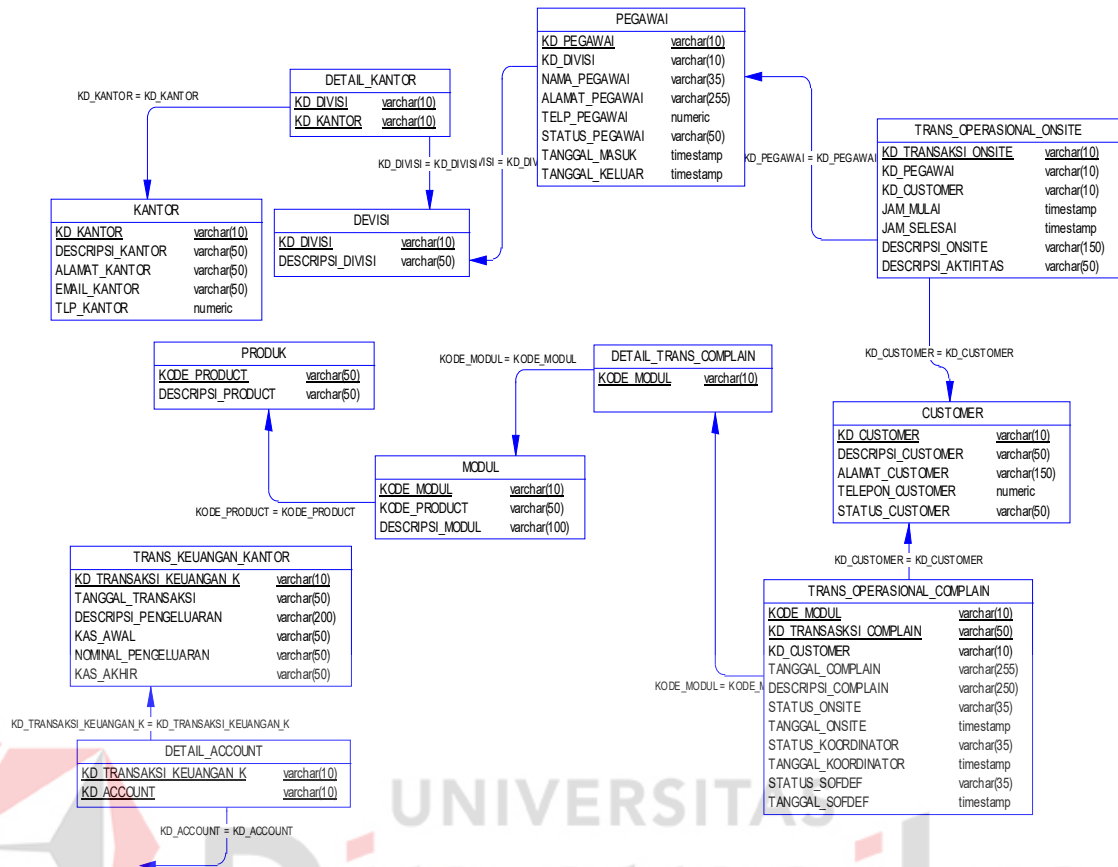 PEGAWAI
KD_PEGAWAI varchar(10)
KD_DIVISI varchar(10)
NAMA_PEGAWAI varchar(35)
ALAMAT_PEGAWAI varchar(255)
TELP_PEGAWAI numeric
STATUS_PEGAWAI varchar(50)
TANGGAL_MASUK timestamp
TANGGAL_KELUAR timestamp
DETAIL_KANTOR
KD_DIVISI varchar(10)
KD_KANTOR varchar(10)
KD_KANTOR = KD_KANTOR
KD_DIVISI = KD_DIVISI
VISI = KD_DIV
KD_PEGAWAI = KD_PEGAWAI
TRANS_OPERASIONAL_ONSITE
KD_TRANSAKSI_ONSITE varchar(10)
KD_PEGAWAI varchar(10)
KD_CUSTOMER varchar(10)
JAM_MULAI timestamp
JAM_SELESAI timestamp
DESCRIPSI_ONSITE varchar(150)
DESCRIPSI_AKTIFITAS varchar(50)
KANTOR
KD_KANTOR varchar(10)
DESCRIPSI_KANTOR varchar(50)
ALAMAT_KANTOR varchar(50)
EMAIL_KANTOR varchar(50)
TLP_KANTOR numeric
DEVISI
KD_DIVISI varchar(10)
DESCRIPSI_DIVISI varchar(50)
PRODUK
KODE_PRODUCT varchar(50)
DESCRIPSI_PRODUCT varchar(50)
KODE_MODUL = KODE_MODUL
DETAIL_TRANS_COMPLAIN
KODE_MODUL varchar(10)
KD_CUSTOMER = KD_CUSTOMER
CUSTOMER
KD_CUSTOMER varchar(10)
DESCRIPSI_CUSTOMER varchar(50)
ALAMAT_CUSTOMER varchar(150)
TELEPON_CUSTOMER numeric
STATUS_CUSTOMER varchar(50)
MODUL
KODE_MODUL varchar(10)
KODE_PRODUCT varchar(50)
DESCRIPSI_MODUL varchar(100)
KODE_PRODUCT = KODE_PRODUCT
KD_CUSTOMER = KD_CUSTOMER
TRANS_KEUANGAN_KANTOR
KD_TRANSAKSI_KEUANGAN_K varchar(10)
TANGGAL_TRANSAKSI varchar(50)
DESCRIPSI_PENGELUARAN varchar(200)
KAS_AWAL varchar(50)
NOMINAL_PENGELUARAN varchar(50)
KAS_AKHIR varchar(50)
TRANS_OPERASIONAL_COMPLAIN
KODE_MODUL varchar(10)
KD_TRANSASKSI_COMPLAIN varchar(50)
KD_CUSTOMER varchar(10)
TANGGAL_COMPLAIN varchar(255)
DESCRIPSI_COMPLAIN varchar(250)
STATUS_ONSITE varchar(35)
TANGGAL_ONSITE timestamp
STATUS_KOORDINATOR varchar(35)
TANGGAL_KOORDINATOR timestamp
STATUS_SOFDEF varchar(35)
TANGGAL_SOFDEF timestamp
KODE_MODUL = KODE_M
KD_TRANSAKSI_KEUANGAN_K = KD_TRANSAKSI_KEUANGAN_K
DETAIL_ACCOUNT
KD_TRANSAKSI_KEUANGAN_K varchar(10)
KD_ACCOUNT varchar(10)
KD_ACCOUNT = KD_ACCOUNT
UNIVERSITAS